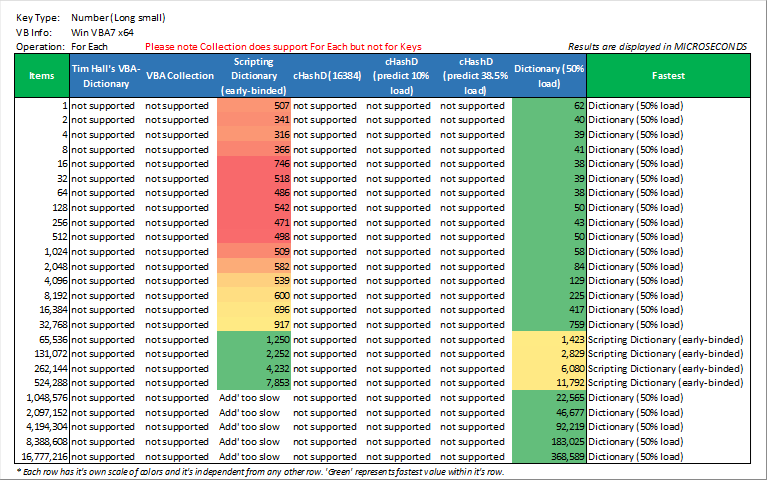 Key Type: Number (Long small)
VB Info: Win VBA7 x64
Operation: For Each Please note Collection does support For Each but not for Keys Results are displayed in MICROSECONDS
Items Tim Hall's VBA-Dictionary VBA Collection Scripting Dictionary (early-binded) cHashD (16384) cHashD (predict 10% load) cHashD (predict 38.5% load) Dictionary (50% load) Fastest
1 not supported not supported 507 not supported not supported not supported 62 Dictionary (50% load)
2 not supported not supported 341 not supported not supported not supported 40 Dictionary (50% load)
4 not supported not supported 316 not supported not supported not supported 39 Dictionary (50% load)
8 not supported not supported 366 not supported not supported not supported 41 Dictionary (50% load)
16 not supported not supported 746 not supported not supported not supported 38 Dictionary (50% load)
32 not supported not supported 518 not supported not supported not supported 39 Dictionary (50% load)
64 not supported not supported 486 not supported not supported not supported 38 Dictionary (50% load)
128 not supported not supported 542 not supported not supported not supported 50 Dictionary (50% load)
256 not supported not supported 471 not supported not supported not supported 43 Dictionary (50% load)
512 not supported not supported 498 not supported not supported not supported 50 Dictionary (50% load)
1,024 not supported not supported 509 not supported not supported not supported 58 Dictionary (50% load)
2,048 not supported not supported 582 not supported not supported not supported 84 Dictionary (50% load)
4,096 not supported not supported 539 not supported not supported not supported 129 Dictionary (50% load)
8,192 not supported not supported 600 not supported not supported not supported 225 Dictionary (50% load)
16,384 not supported not supported 696 not supported not supported not supported 417 Dictionary (50% load)
32,768 not supported not supported 917 not supported not supported not supported 759 Dictionary (50% load)
65,536 not supported not supported 1,250 not supported not supported not supported 1,423 Scripting Dictionary (early-binded)
131,072 not supported not supported 2,252 not supported not supported not supported 2,829 Scripting Dictionary (early-binded)
262,144 not supported not supported 4,232 not supported not supported not supported 6,080 Scripting Dictionary (early-binded)
524,288 not supported not supported 7,853 not supported not supported not supported 11,792 Scripting Dictionary (early-binded)
1,048,576 not supported not supported Add' too slow not supported not supported not supported 22,565 Dictionary (50% load)
2,097,152 not supported not supported Add' too slow not supported not supported not supported 46,677 Dictionary (50% load)
4,194,304 not supported not supported Add' too slow not supported not supported not supported 92,219 Dictionary (50% load)
8,388,608 not supported not supported Add' too slow not supported not supported not supported 183,025 Dictionary (50% load)
16,777,216 not supported not supported Add' too slow not supported not supported not supported 368,589 Dictionary (50% load)
* Each row has it's own scale of colors and it's independent from any other row. 'Green' represents fastest value within it's row.